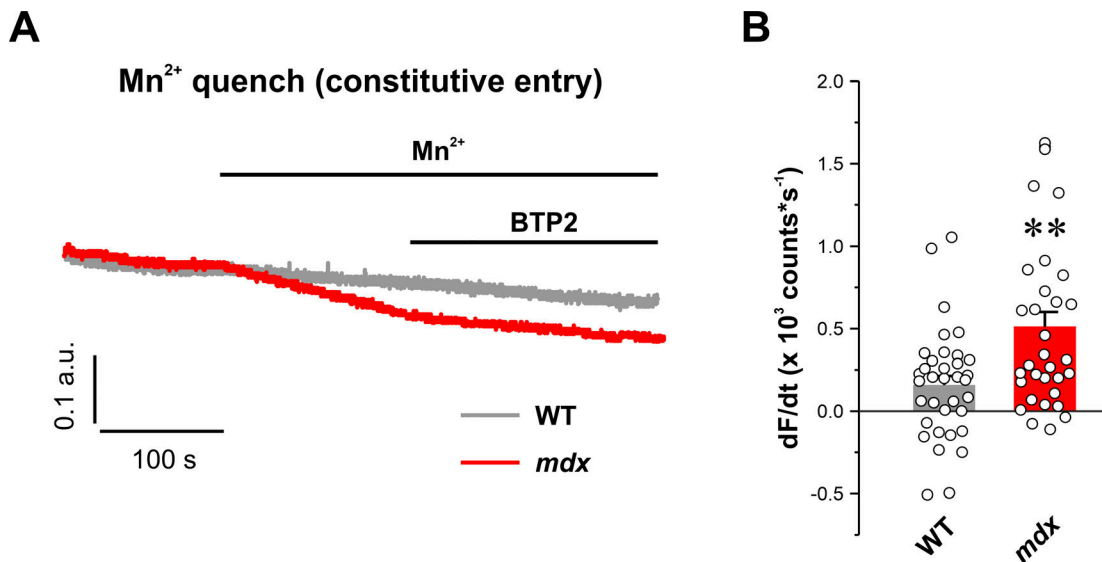 A
Mn²⁺ quench (constitutive entry)
Mn²⁺
BTP2
0.1 a.u.
100 s
WT
mdx
B
dF/dt (x 10³ counts*s⁻¹)
2.0
1.5
1.0
0.5
0.0
-0.5
**
WT
mdx